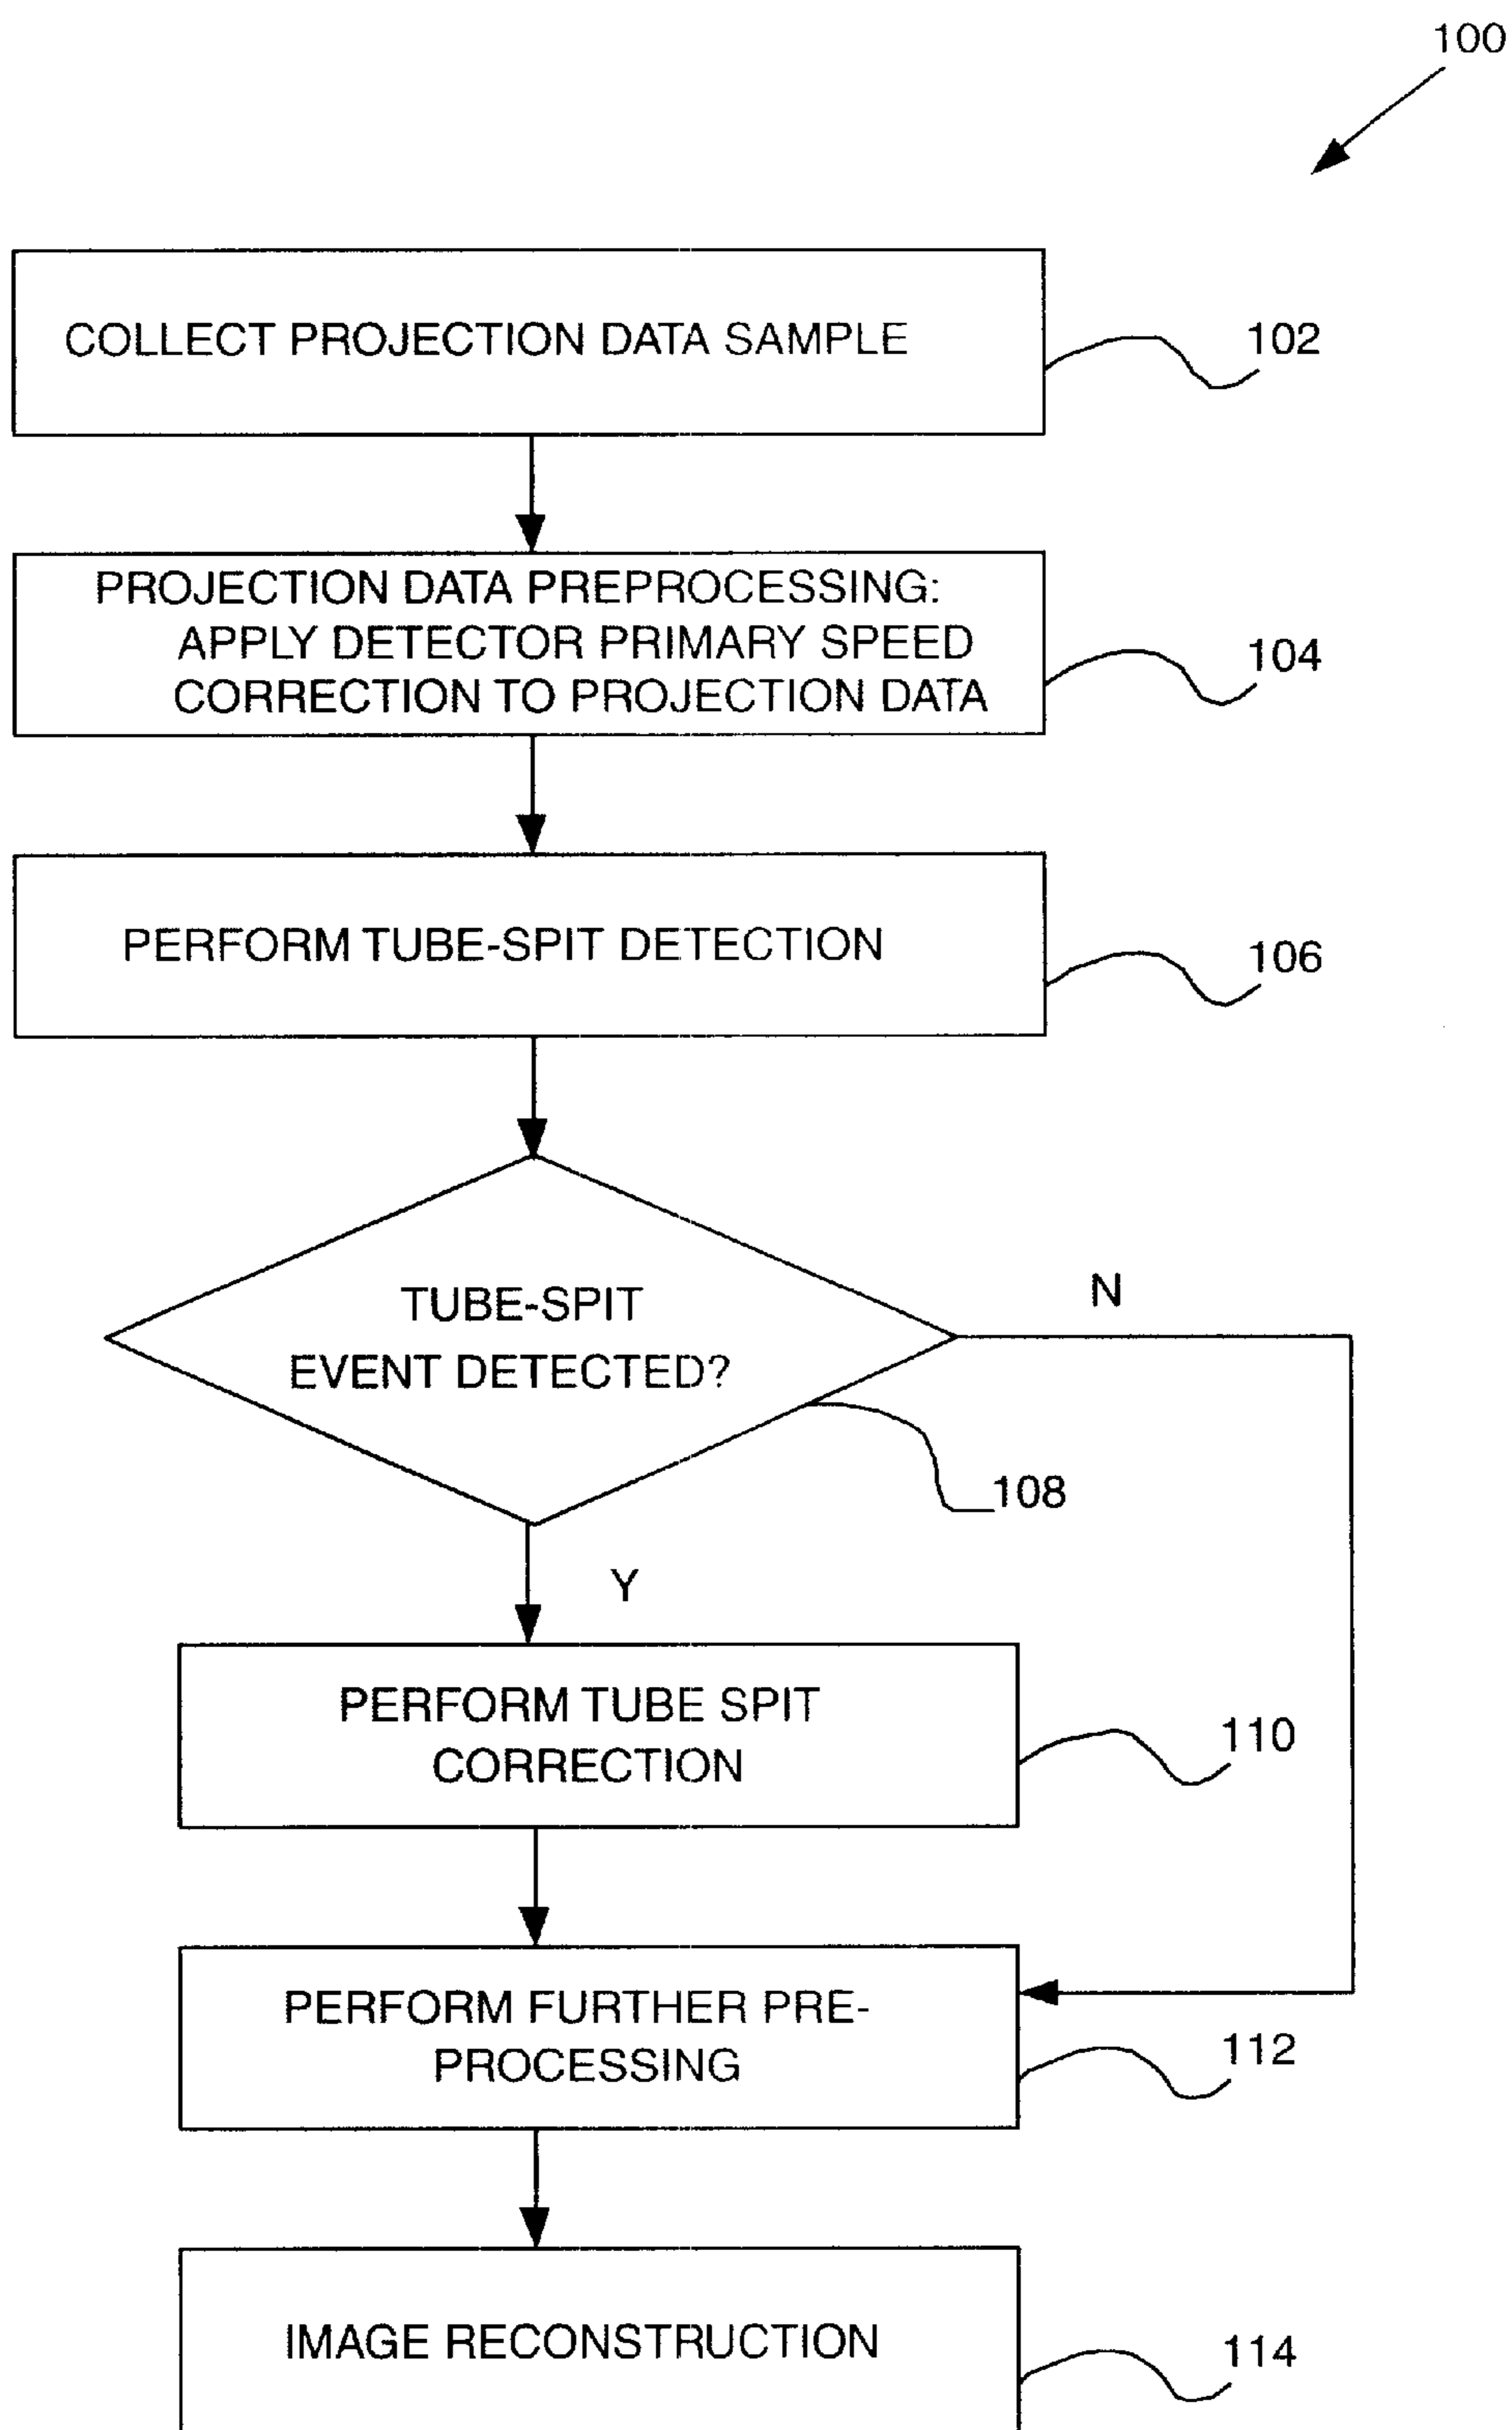 100
COLLECT PROJECTION DATA SAMPLE
102
PROJECTION DATA PREPROCESSING:
APPLY DETECTOR PRIMARY SPEED
CORRECTION TO PROJECTION DATA
104
PERFORM TUBE-SPIT DETECTION
106
TUBE-SPIT
EVENT DETECTED?
N
108
Y
PERFORM TUBE SPIT
CORRECTION
110
PERFORM FURTHER PRE-
PROCESSING
112
IMAGE RECONSTRUCTION
114